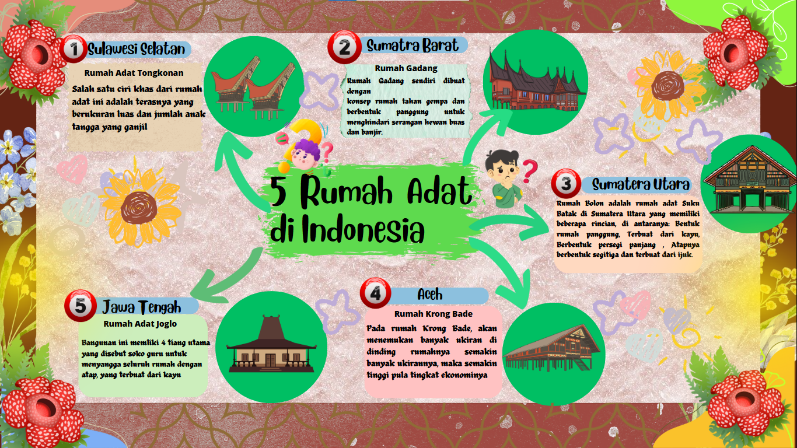 1 Sulawesi Selatan
Rumah Adat Tongkonan
Salah satu ciri khas dari rumah
adat ini adalah terasnya yang
berukuran luas dan jumlah anak
tangga yang ganjil
2 Sumatra Barat
Rumah Gadang
Rumah Gadang sendiri dibuat
dengan
konsep rumah tahan gempa dan
berbentuk panggung untuk
menghindari serangan hewan buas
dan banjir.
5 Rumah Adat
di Indonesia
3 Sumatera Utara
Rumah Bolon adalah rumah adat Suku
Batak di Sumatera Utara yang memiliki
beberapa rincian, di antaranya: Bentuk
rumah panggung, Terbuat dari kayu,
Berbentuk persegi panjang , Atapnya
berbentuk segitiga dan terbuat dari ijuk.
4 Aceh
Rumah Krong Bade
Pada rumah Krong Bade, akan
menemukan banyak ukiran di
dinding rumahnya semakin
banyak ukirannya, maka semakin
tinggi pula tingkat ekonominya
5 Jawa Tengah
Rumah Adat Joglo
Bangunan ini memliki 4 tiang utama
yang disebut soko guru untuk
menyangga seluruh rumah dengan
atap, yang terbuat dari kayu